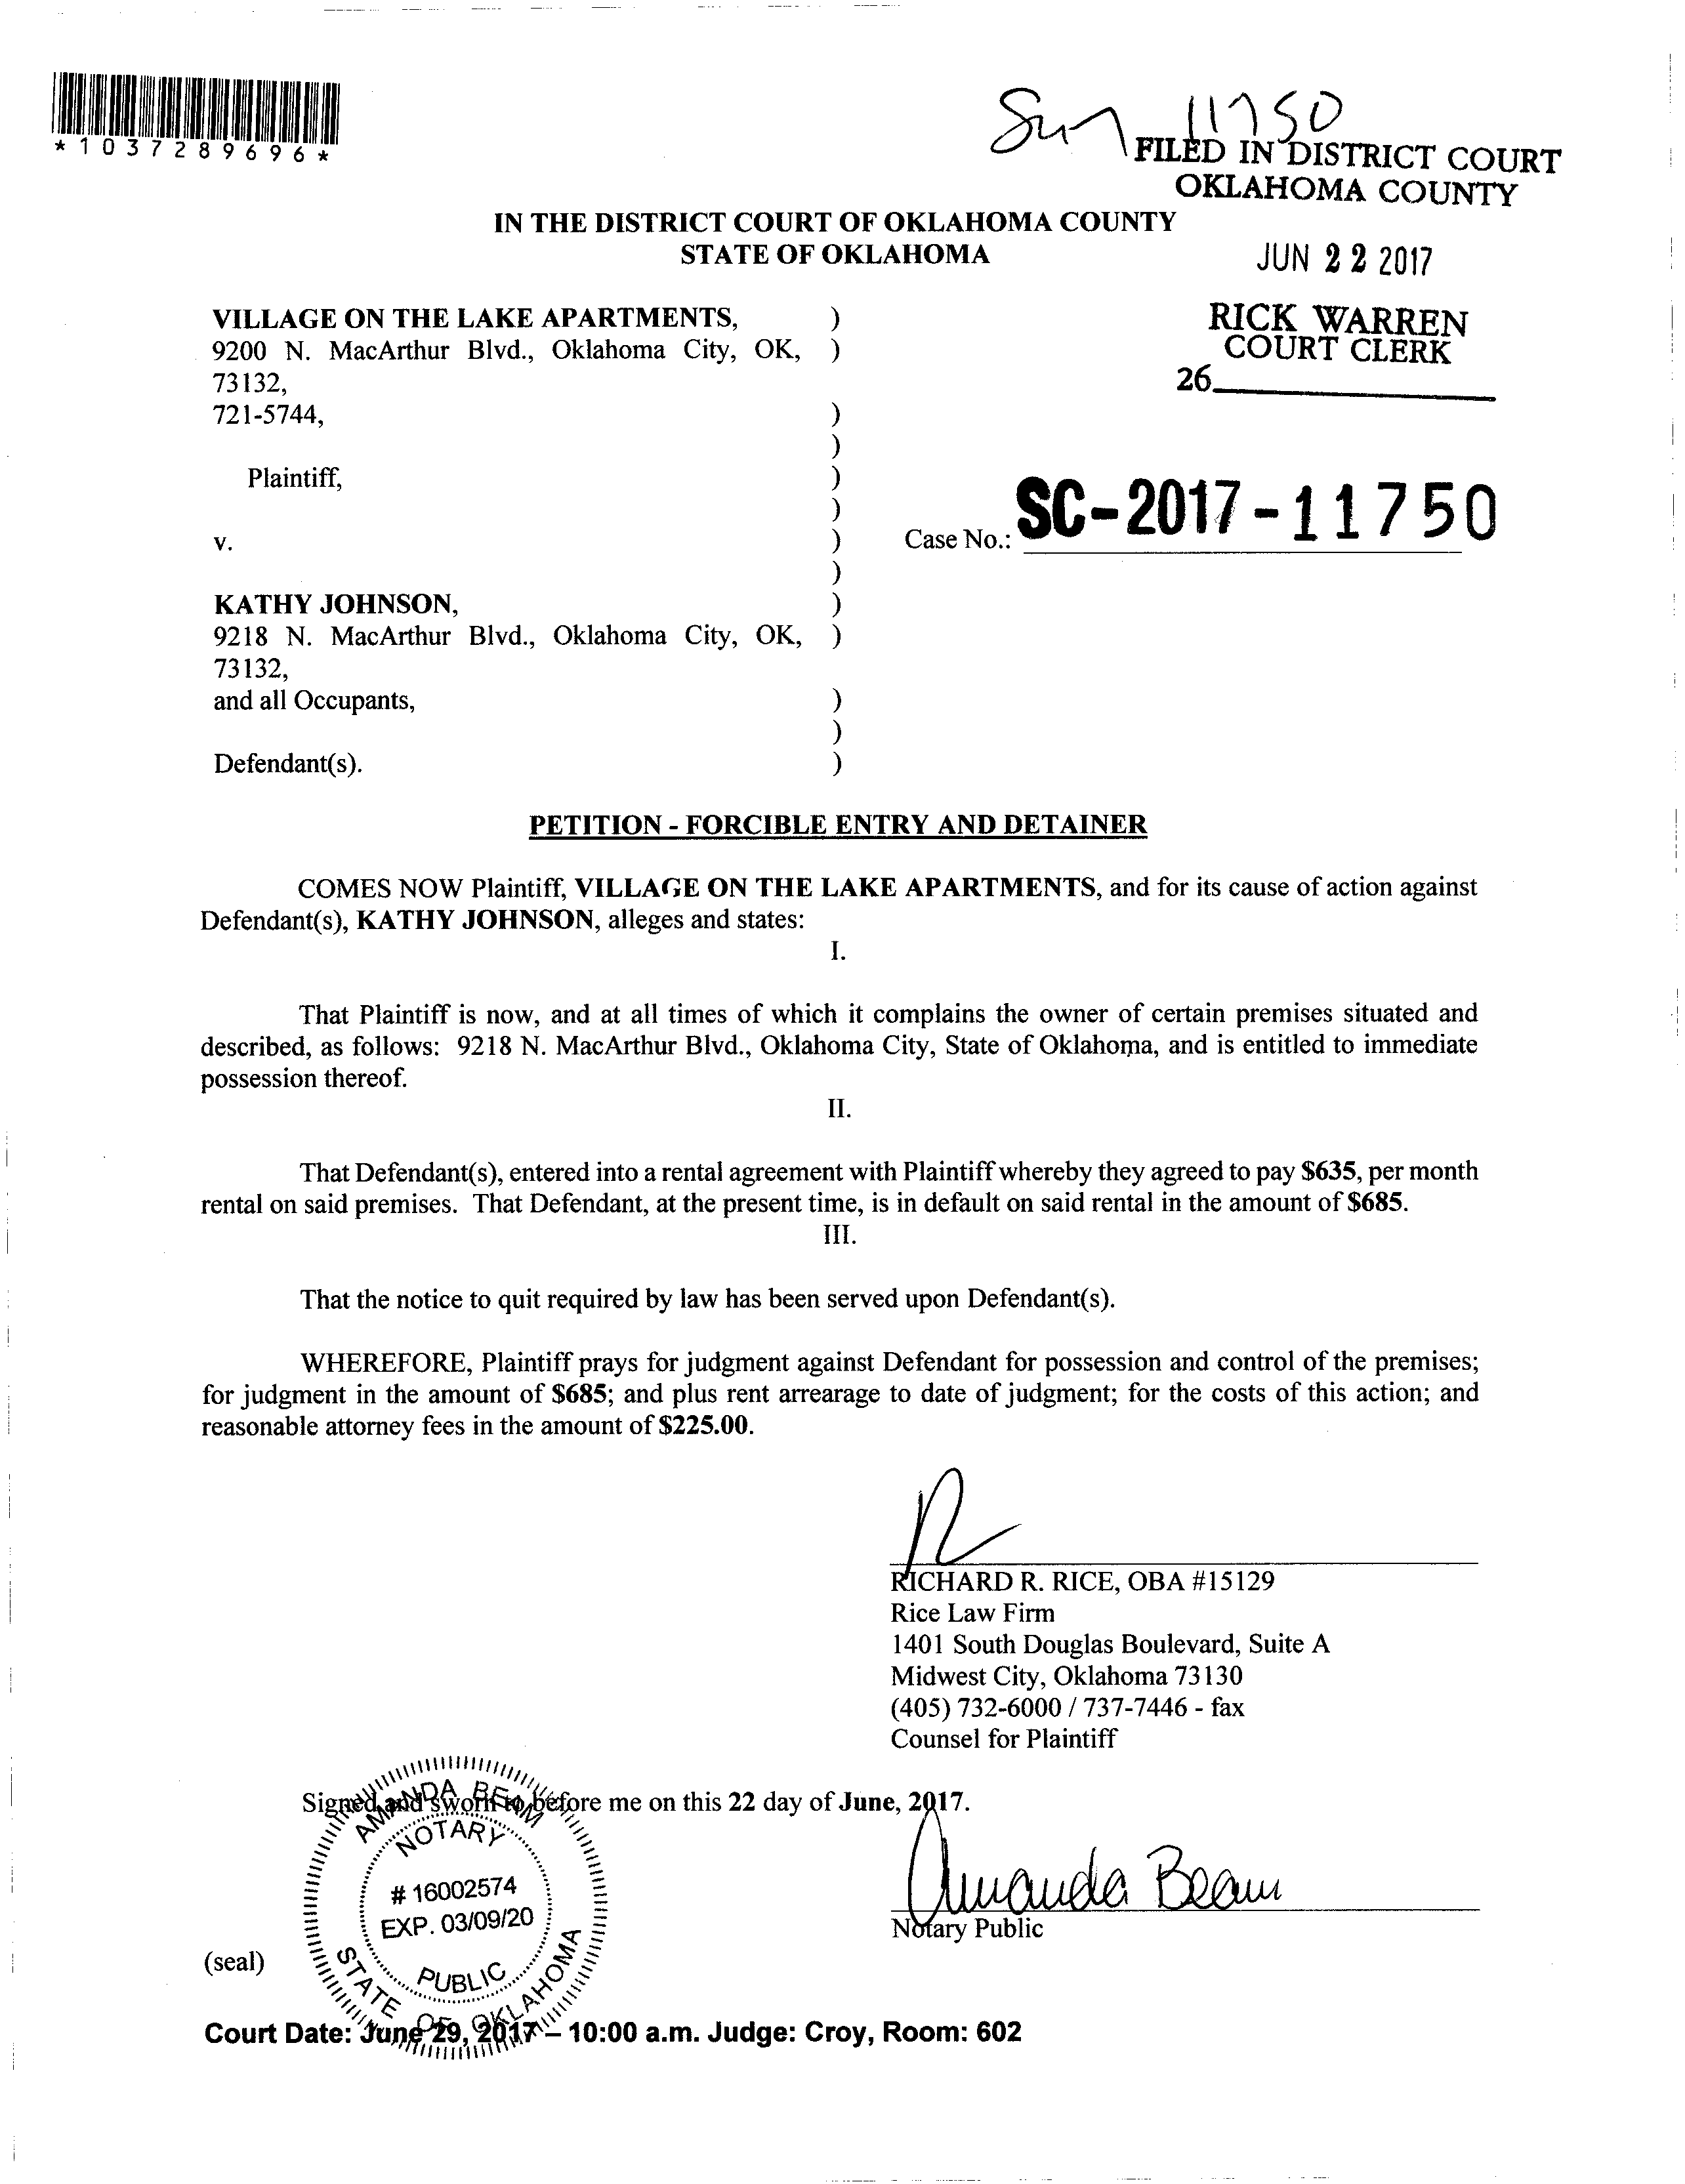 *1037289696*
11750
FILED IN DISTRICT COURT
OKLAHOMA COUNTY
IN THE DISTRICT COURT OF OKLAHOMA COUNTY
STATE OF OKLAHOMA
JUN 22 2017
RICK WARREN
COURT CLERK
26
VILLAGE ON THE LAKE APARTMENTS, )
9200 N. MacArthur Blvd., Oklahoma City, OK, )
73132,
721-5744, )
)
Plaintiff, )
)
v. )
Case No.: SC-2017-11750
)
KATHY JOHNSON, )
9218 N. MacArthur Blvd., Oklahoma City, OK, )
73132,
and all Occupants, )
)
Defendant(s). )
PETITION - FORCIBLE ENTRY AND DETAINER
COMES NOW Plaintiff, VILLAGE ON THE LAKE APARTMENTS, and for its cause of action against
Defendant(s), KATHY JOHNSON, alleges and states:
I.
That Plaintiff is now, and at all times of which it complains the owner of certain premises situated and
described, as follows: 9218 N. MacArthur Blvd., Oklahoma City, State of Oklahoma, and is entitled to immediate
possession thereof.
II.
That Defendant(s), entered into a rental agreement with Plaintiff whereby they agreed to pay $635, per month
rental on said premises. That Defendant, at the present time, is in default on said rental in the amount of $685.
III.
That the notice to quit required by law has been served upon Defendant(s).
WHEREFORE, Plaintiff prays for judgment against Defendant for possession and control of the premises;
for judgment in the amount of $685; and plus rent arrearage to date of judgment; for the costs of this action; and
reasonable attorney fees in the amount of $225.00.
RICHARD R. RICE, OBA #15129
Rice Law Firm
1401 South Douglas Boulevard, Suite A
Midwest City, Oklahoma 73130
(405) 732-6000 / 737-7446 - fax
Counsel for Plaintiff
Signed and sworn to before me on this 22 day of June, 2017.
AMANDA BEAM
NOTARY
# 16002574
EXP. 03/09/20
PUBLIC
STATE OF OKLAHOMA
Amanda Beam
Notary Public
(seal)
Court Date: June 29, 2017 – 10:00 a.m. Judge: Croy, Room: 602